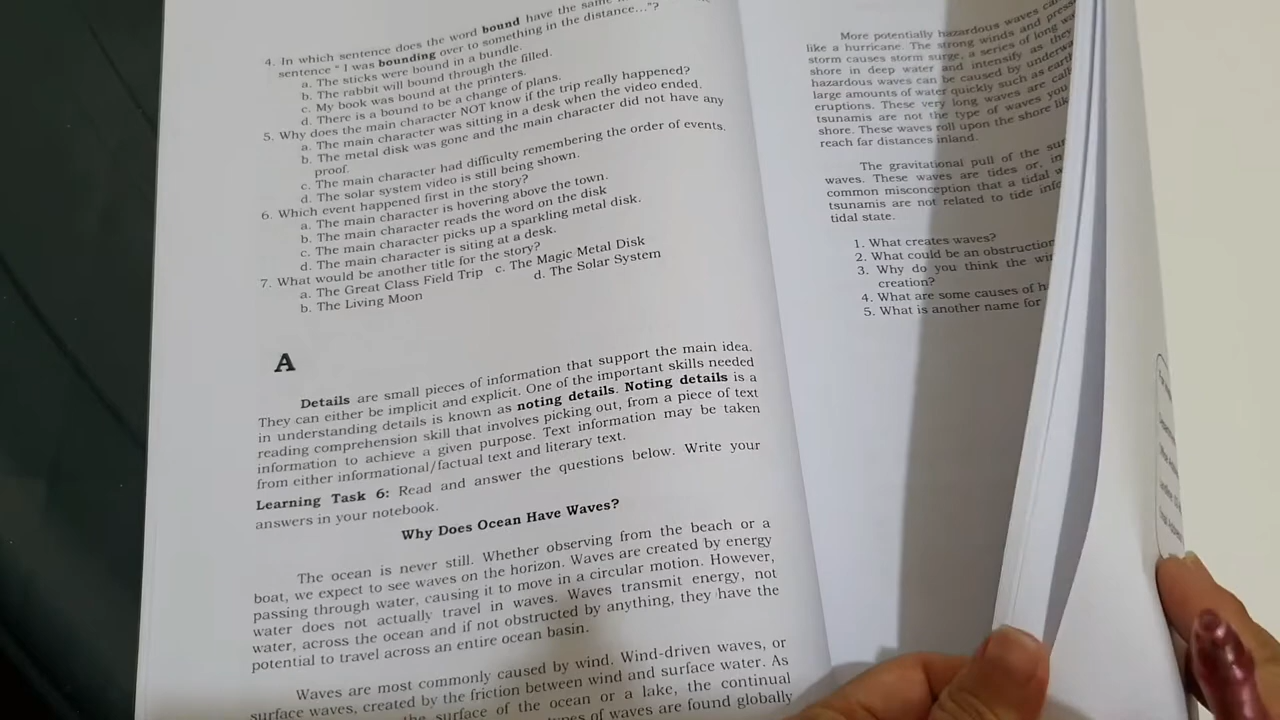 4. In which sentence does the word bound have the same
sentence " I was bounding over to something in the distance..."?
a. The sticks were bound in a bundle.
b. The rabbit will bound through the filled.
c. My book was bound at the printers.
d. There is a bound to be a change of plans.
5. Why does the main character NOT know if the trip really happened?
a. The main character was sitting in a desk when the video ended.
b. The metal disk was gone and the main character did not have any
proof.
c. The main character had difficulty remembering the order of events.
d. The solar system video is still being shown.
6. Which event happened first in the story?
a. The main character is hovering above the town.
b. The main character reads the word on the disk
c. The main character picks up a sparkling metal disk.
d. The main character is siting at a desk.
7. What would be another title for the story?
a. The Great Class Field Trip c. The Magic Metal Disk
b. The Living Moon d. The Solar System
A
Details are small pieces of information that support the main idea.
They can either be implicit and explicit. One of the important skills needed
in understanding details is known as noting details. Noting details is a
reading comprehension skill that involves picking out, from a piece of text
information to achieve a given purpose. Text information may be taken
from either informational/factual text and literary text.
Learning Task 6: Read and answer the questions below. Write your
answers in your notebook.
Why Does Ocean Have Waves?
The ocean is never still. Whether observing from the beach or a
boat, we expect to see waves on the horizon. Waves are created by energy
passing through water, causing it to move in a circular motion. However,
water does not actually travel in waves. Waves transmit energy, not
water, across the ocean and if not obstructed by anything, they have the
potential to travel across an entire ocean basin.
Waves are most commonly caused by wind. Wind-driven waves, or
surface waves, created by the friction between wind and surface water. As
the surface of the ocean or a lake, the continual
of waves are found globally
More potentially hazardous waves
like a hurricane. The strong winds and
storm causes storm surge, a series of long
shore in deep water and intensify as they
hazardous waves can be caused by
large amounts of water quickly such as
eruptions. These very long waves are
tsunamis are not the type of waves you
shore. These waves roll upon the shore
reach far distances inland.
The gravitational pull of the
waves. These waves are tides or, in
common misconception that a tidal
tsunamis are not related to tide
tidal state.
1. What creates waves?
2. What could be an obstruction
3. Why do you think the
creation?
4. What are some causes of
5. What is another name for